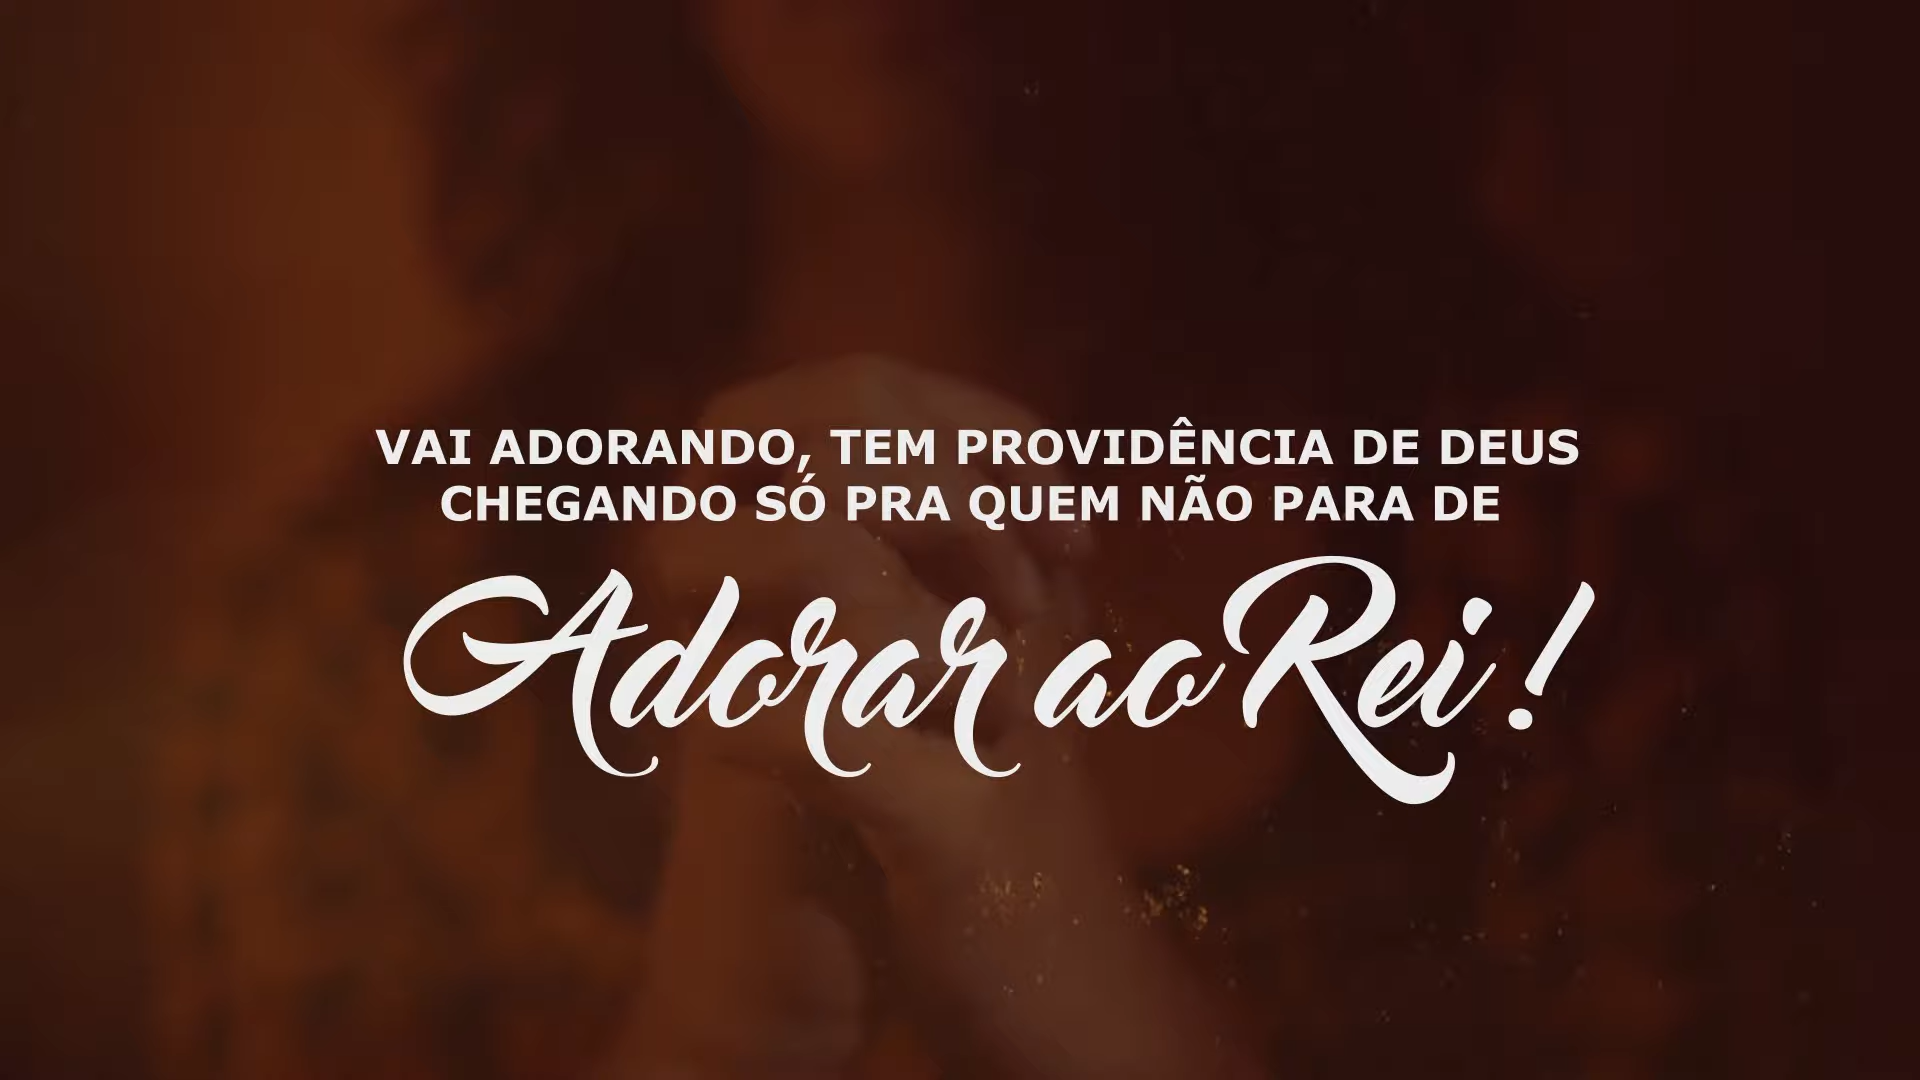 VAI ADORANDO, TEM PROVIDÊNCIA DE DEUS
CHEGANDO SÓ PRA QUEM NÃO PARA DE
Adorar ao Rei!